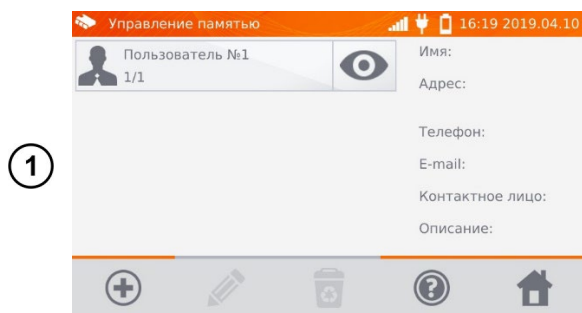 Управление памятью 16:19 2019.04.10
Пользователь №1
1/1
Имя:
Адрес:
Телефон:
E-mail:
Контактное лицо:
Описание:
1